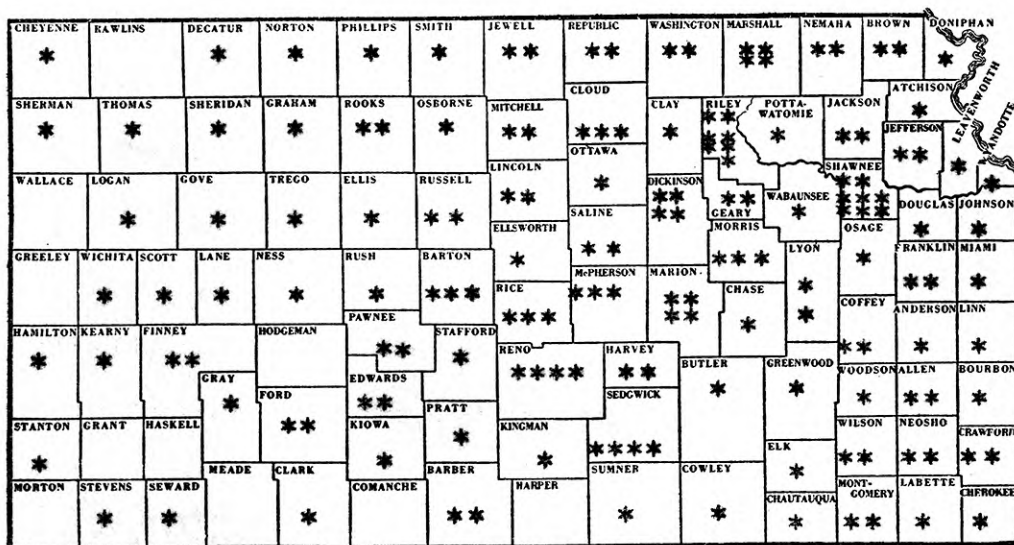 CHEYENNE RAWLINS DECATUR NORTON PHILLIPS SMITH JEWELL REPUBLIC WASHINGTON MARSHALL NEMAHA BROWN DONIPHAN
ATCHISON
SHERMAN THOMAS SHERIDAN GRAHAM ROOKS OSBORNE MITCHELL CLOUD CLAY RILEY POTTA-
WATOMIE JACKSON
JEFFERSON
LEAVENWORTH
YANDOTTE
OTTAWA
LINCOLN
SHAWNEE
WALLACE LOGAN GOVE TREGO ELLIS RUSSELL DICKINSON
GEARY
WABAUNSEE
DOUGLAS JOHNSON
SALINE
ELLSWORTH
MORRIS
OSAGE
LYON
FRANKLIN MIAMI
GREELEY WICHITA SCOTT LANE NESS RUSH BARTON
McPHERSON MARION
RICE
CHASE
COFFEY
ANDERSON LINN
PAWNEE
HAMILTON KEARNY FINNEY HODGEMAN STAFFORD
RENO HARVEY
BUTLER GREENWOOD
WOODSON ALLEN BOURBON
GRAY
EDWARDS
FORD
SEDGWICK
PRATT
STANTON GRANT HASKELL KIOWA KINGMAN
WILSON NEOSHO
CRAWFORD
ELK
MEADE CLARK BARBER SUMNER COWLEY
MORTON STEVENS SEWARD COMANCHE HARPER
CHAUTAUQUA
MONT-
GOMERY
LABETTE
CHEROKEE